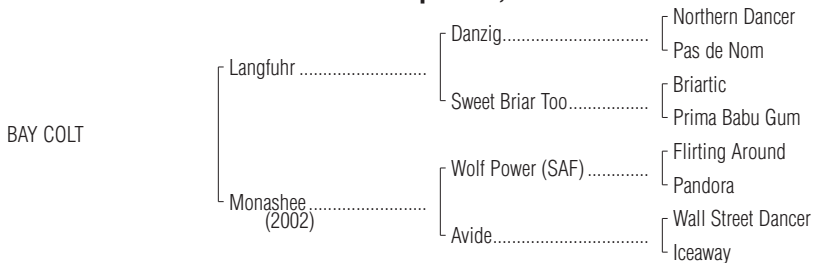 Northern Dancer
Danzig
Pas de Nom
Langfuhr
Briartic
Sweet Briar Too
Prima Babu Gum
BAY COLT
Flirting Around
Wolf Power (SAF)
Pandora
Monashee
(2002)
Wall Street Dancer
Avide
Iceaway